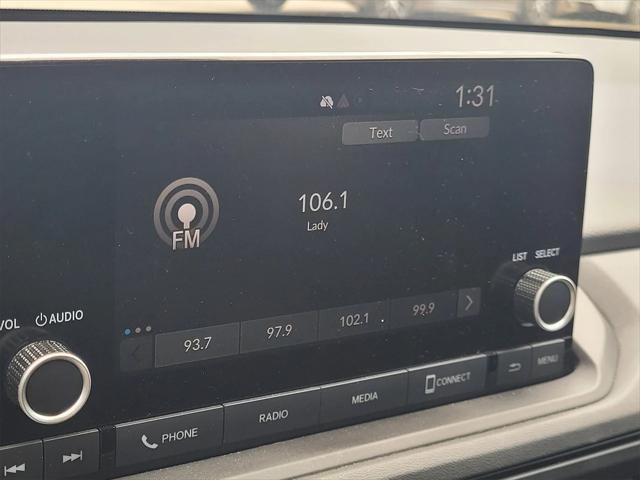 1:31
Text Scan
106.1
Lady
FM
LIST SELECT
VOL AUDIO
93.7 97.9 102.1 99.9
PHONE RADIO MEDIA CONNECT MENU